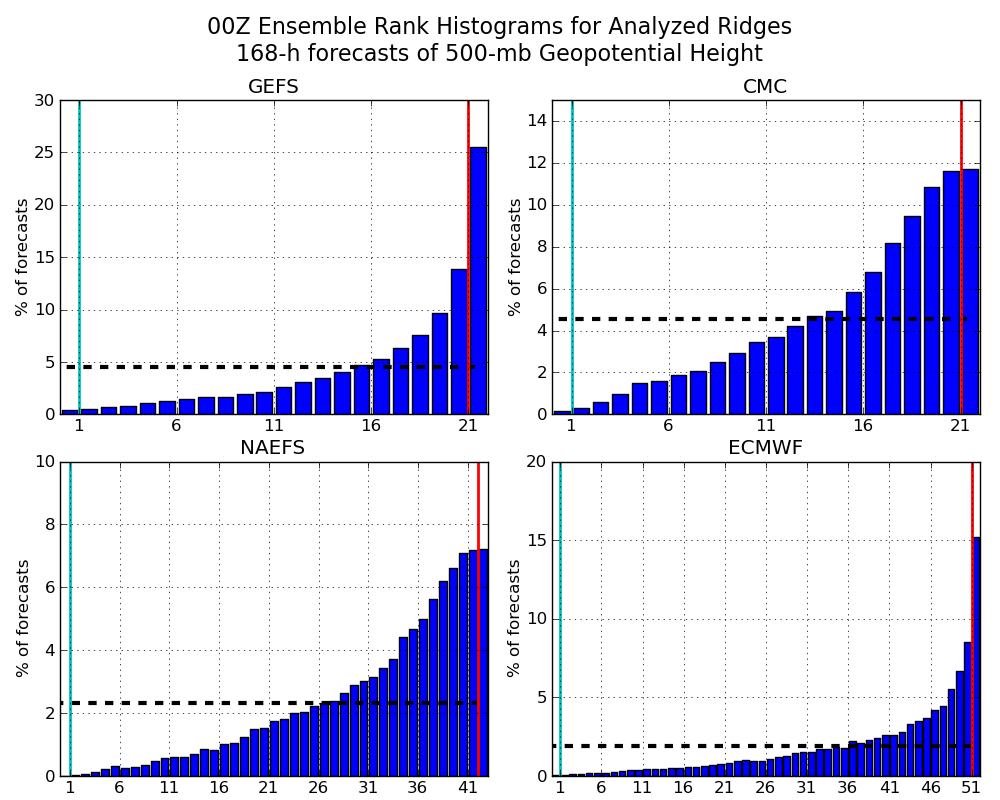 00Z Ensemble Rank Histograms for Analyzed Ridges
168-h forecasts of 500-mb Geopotential Height
GEFS
% of forecasts
30
25
20
15
10
5
0
1 6 11 16 21
CMC
% of forecasts
14
12
10
8
6
4
2
0
1 6 11 16 21
NAEFS
% of forecasts
10
8
6
4
2
0
1 6 11 16 21 26 31 36 41
ECMWF
% of forecasts
20
15
10
5
0
1 6 11 16 21 26 31 36 41 46 51